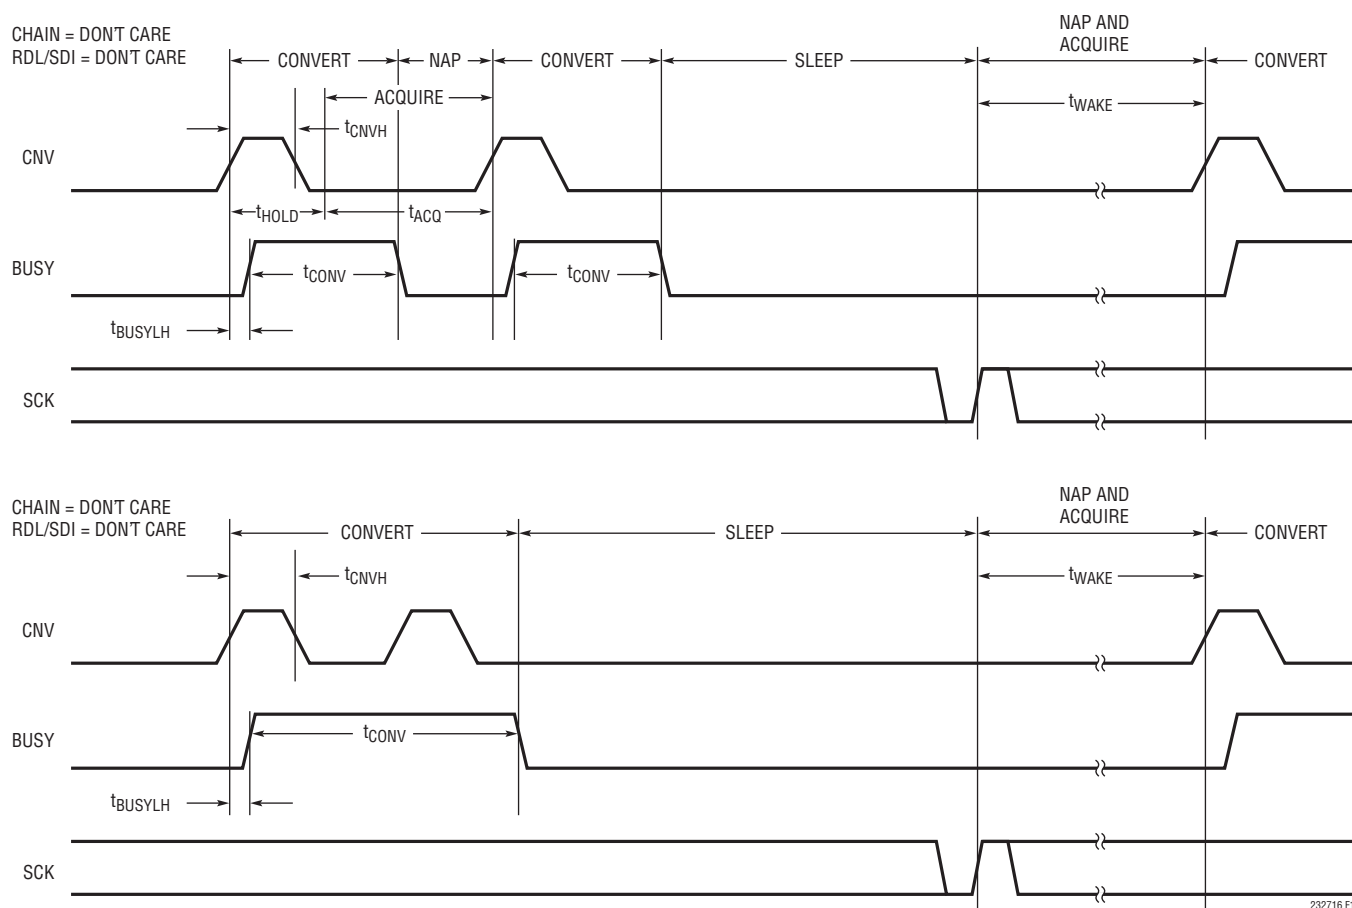 CHAIN = DON'T CARE
RDL/SDI = DON'T CARE
NAP AND
ACQUIRE
CONVERT
NAP
CONVERT
SLEEP
CONVERT
ACQUIRE
tWAKE
tCNVH
CNV
tHOLD
tACQ
BUSY
tCONV
tCONV
tBUSYLH
SCK
CHAIN = DON'T CARE
RDL/SDI = DON'T CARE
NAP AND
ACQUIRE
CONVERT
SLEEP
CONVERT
tCNVH
tWAKE
CNV
BUSY
tCONV
tBUSYLH
SCK